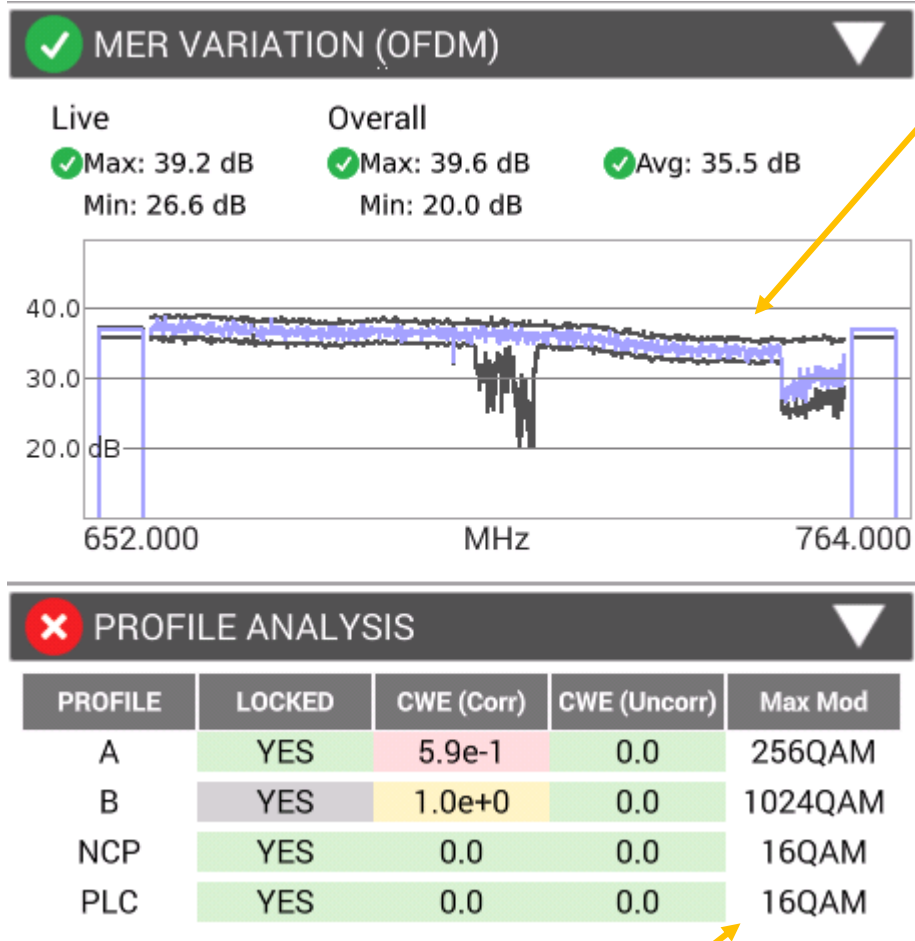 MER VARIATION (OFDM)
Live Overall
Max: 39.2 dB Max: 39.6 dB Avg: 35.5 dB
Min: 26.6 dB Min: 20.0 dB
40.0
30.0
20.0 dB
652.000 MHz 764.000
PROFILE ANALYSIS
PROFILE LOCKED CWE (Corr) CWE (Uncorr) Max Mod
A YES 5.9e-1 0.0 256QAM
B YES 1.0e+0 0.0 1024QAM
NCP YES 0.0 0.0 16QAM
PLC YES 0.0 0.0 16QAM